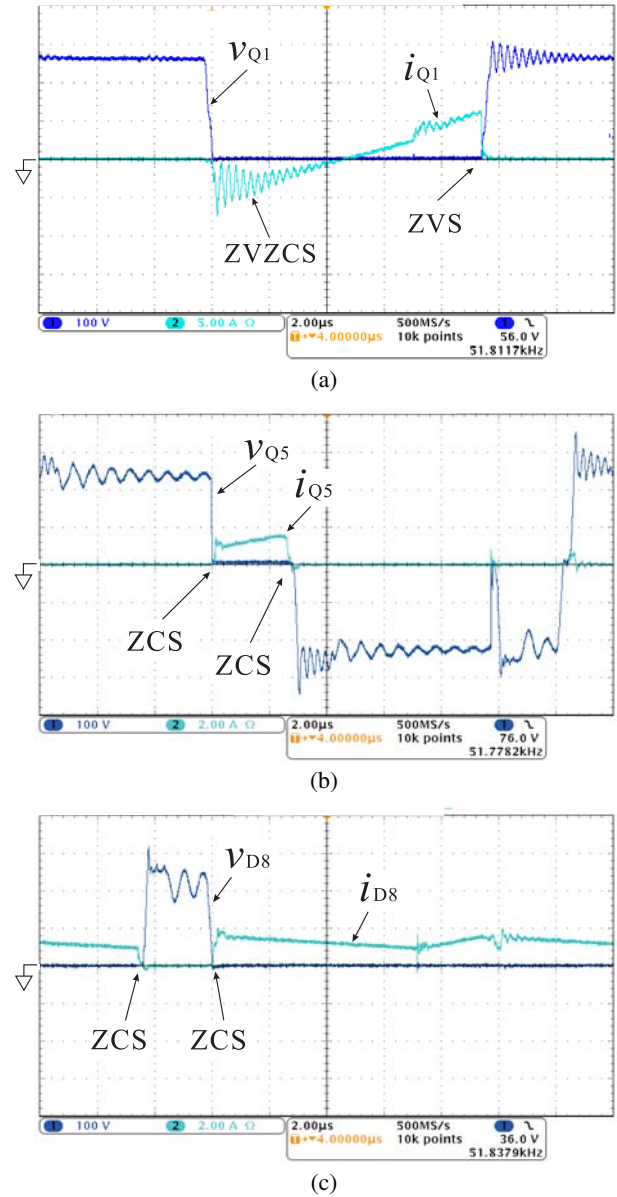 vQ1
iQ1
ZVS
ZVZCS
1 100 V 2 5.00 A Ω 2.00µs 500MS/s 1
T→▼4.00000µs 10k points 56.0 V
51.8117kHz
(a)
vQ5
iQ5
ZCS
ZCS
1 100 V 2 2.00 A Ω 2.00µs 500MS/s 1
T→▼4.00000µs 10k points 76.0 V
51.7782kHz
(b)
vD8
iD8
ZCS ZCS
1 100 V 2 2.00 A Ω 2.00µs 500MS/s 1
T→▼4.00000µs 10k points 36.0 V
51.8379kHz
(c)